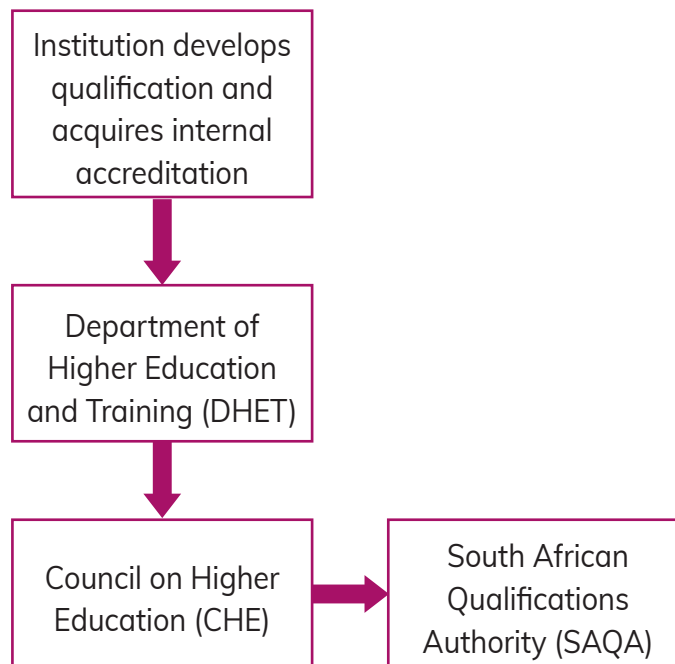 Institution develops
qualification and
acquires internal
accreditation
Department of
Higher Education
and Training (DHET)
Council on Higher
Education (CHE)
South African
Qualifications
Authority (SAQA)